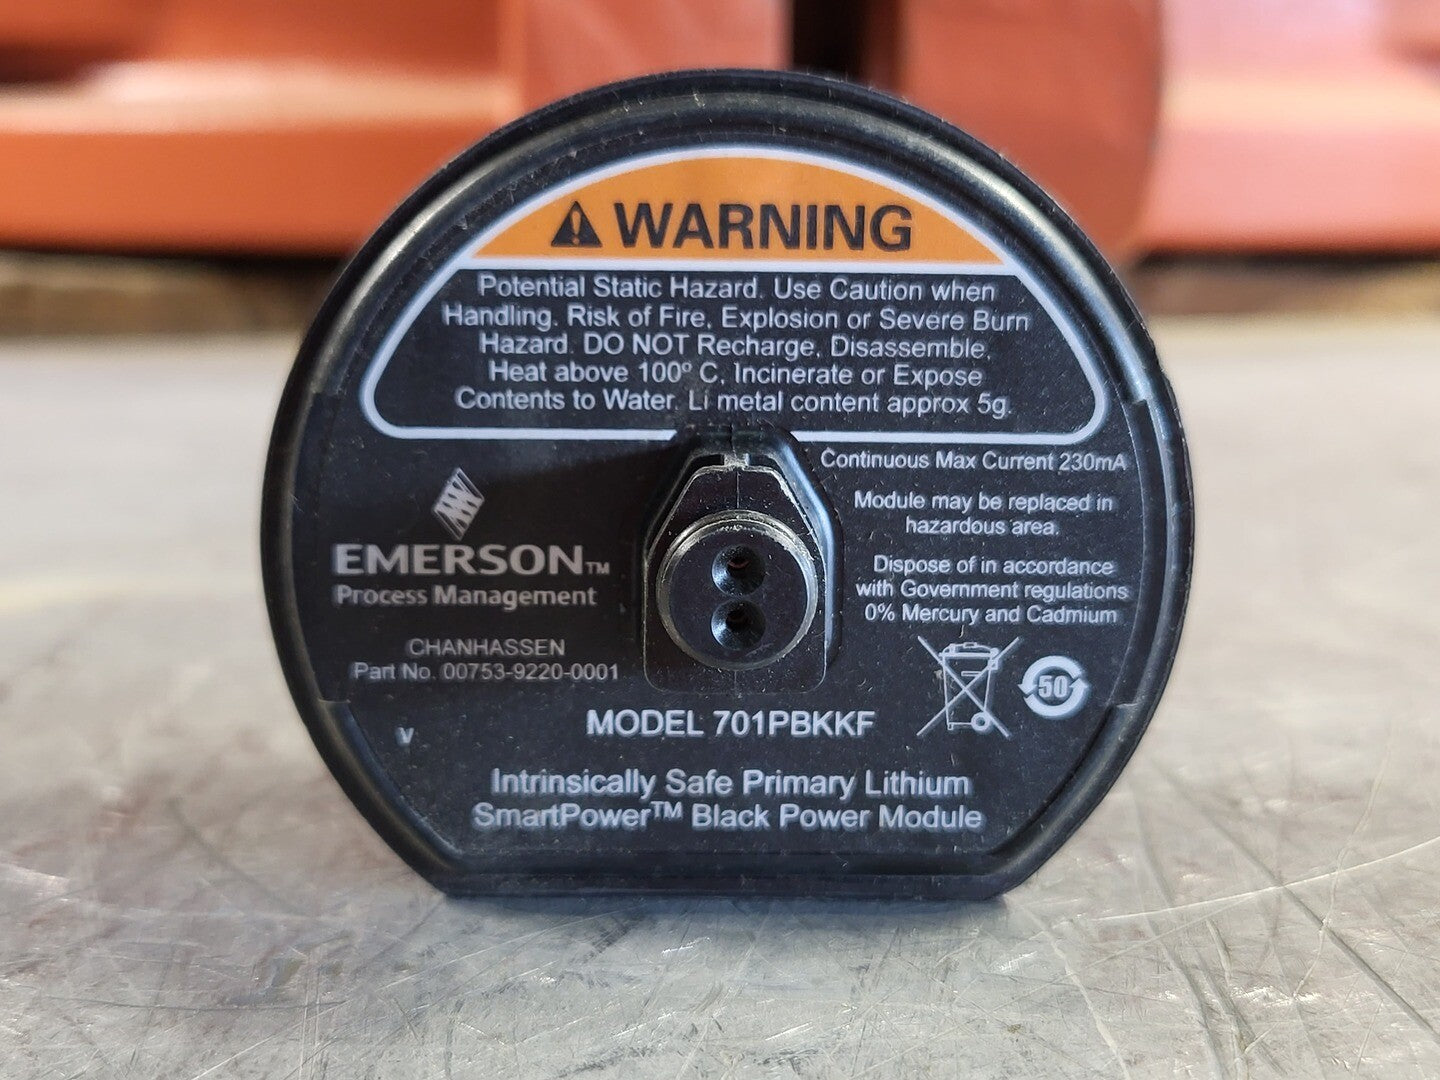 WARNING
Potential Static Hazard. Use Caution when
Handling. Risk of Fire, Explosion or Severe Burn
Hazard. DO NOT Recharge, Disassemble,
Heat above 100º C, Incinerate or Expose
Contents to Water. Li metal content approx 5g.
Continuous Max Current 230mA
Module may be replaced in
hazardous area.
Dispose of in accordance
with Government regulations
0% Mercury and Cadmium
50
EMERSON™
Process Management
CHANHASSEN
Part No. 00753-9220-0001
V
MODEL 701PBKKF
Intrinsically Safe Primary Lithium
SmartPower™ Black Power Module